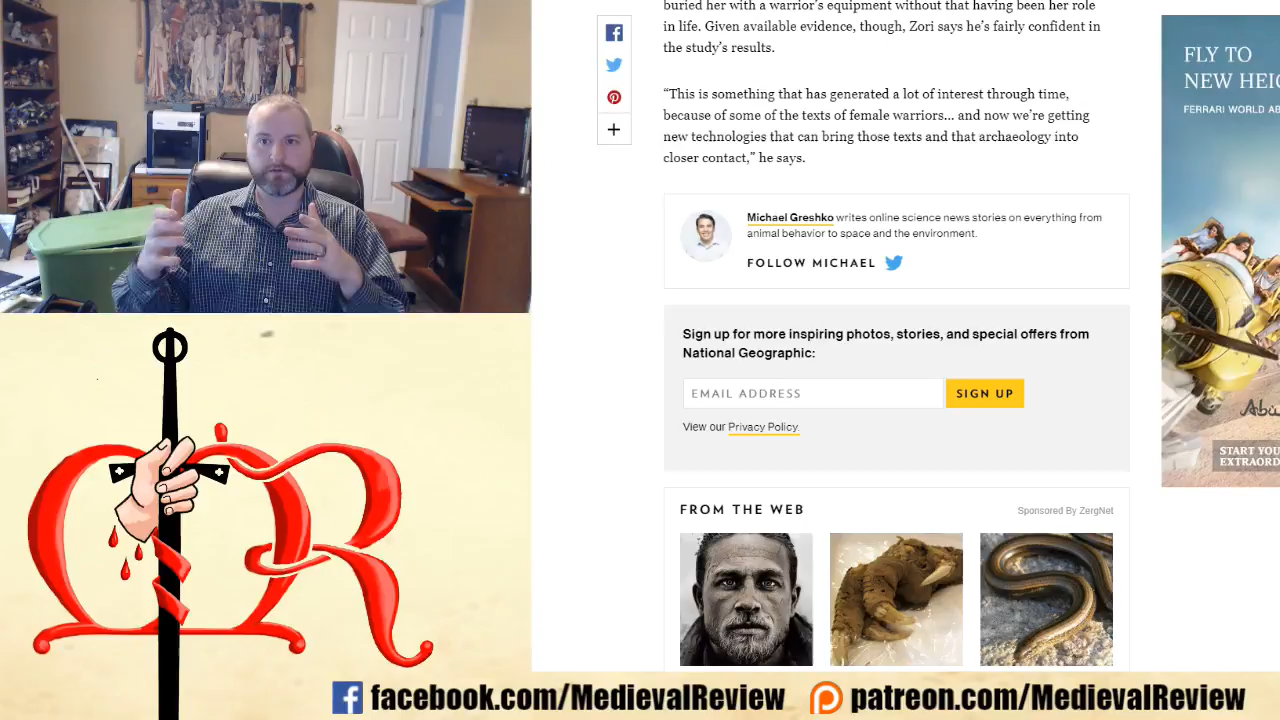 buried her with a warrior's equipment without that having been her role
in life. Given available evidence, though, Zori says he's fairly confident in
the study's results.
“This is something that has generated a lot of interest through time,
because of some of the texts of female warriors... and now we're getting
new technologies that can bring those texts and that archaeology into
closer contact,” he says.
Michael Greshko writes online science news stories on everything from
animal behavior to space and the environment.
FOLLOW MICHAEL
Sign up for more inspiring photos, stories, and special offers from
National Geographic:
EMAIL ADDRESS
SIGN UP
View our Privacy Policy.
FROM THE WEB
Sponsored By ZergNet
FLY TO
NEW
FERRARI WORLD
START
MR
facebook.com/MedievalReview
patreon.com/MedievalReview